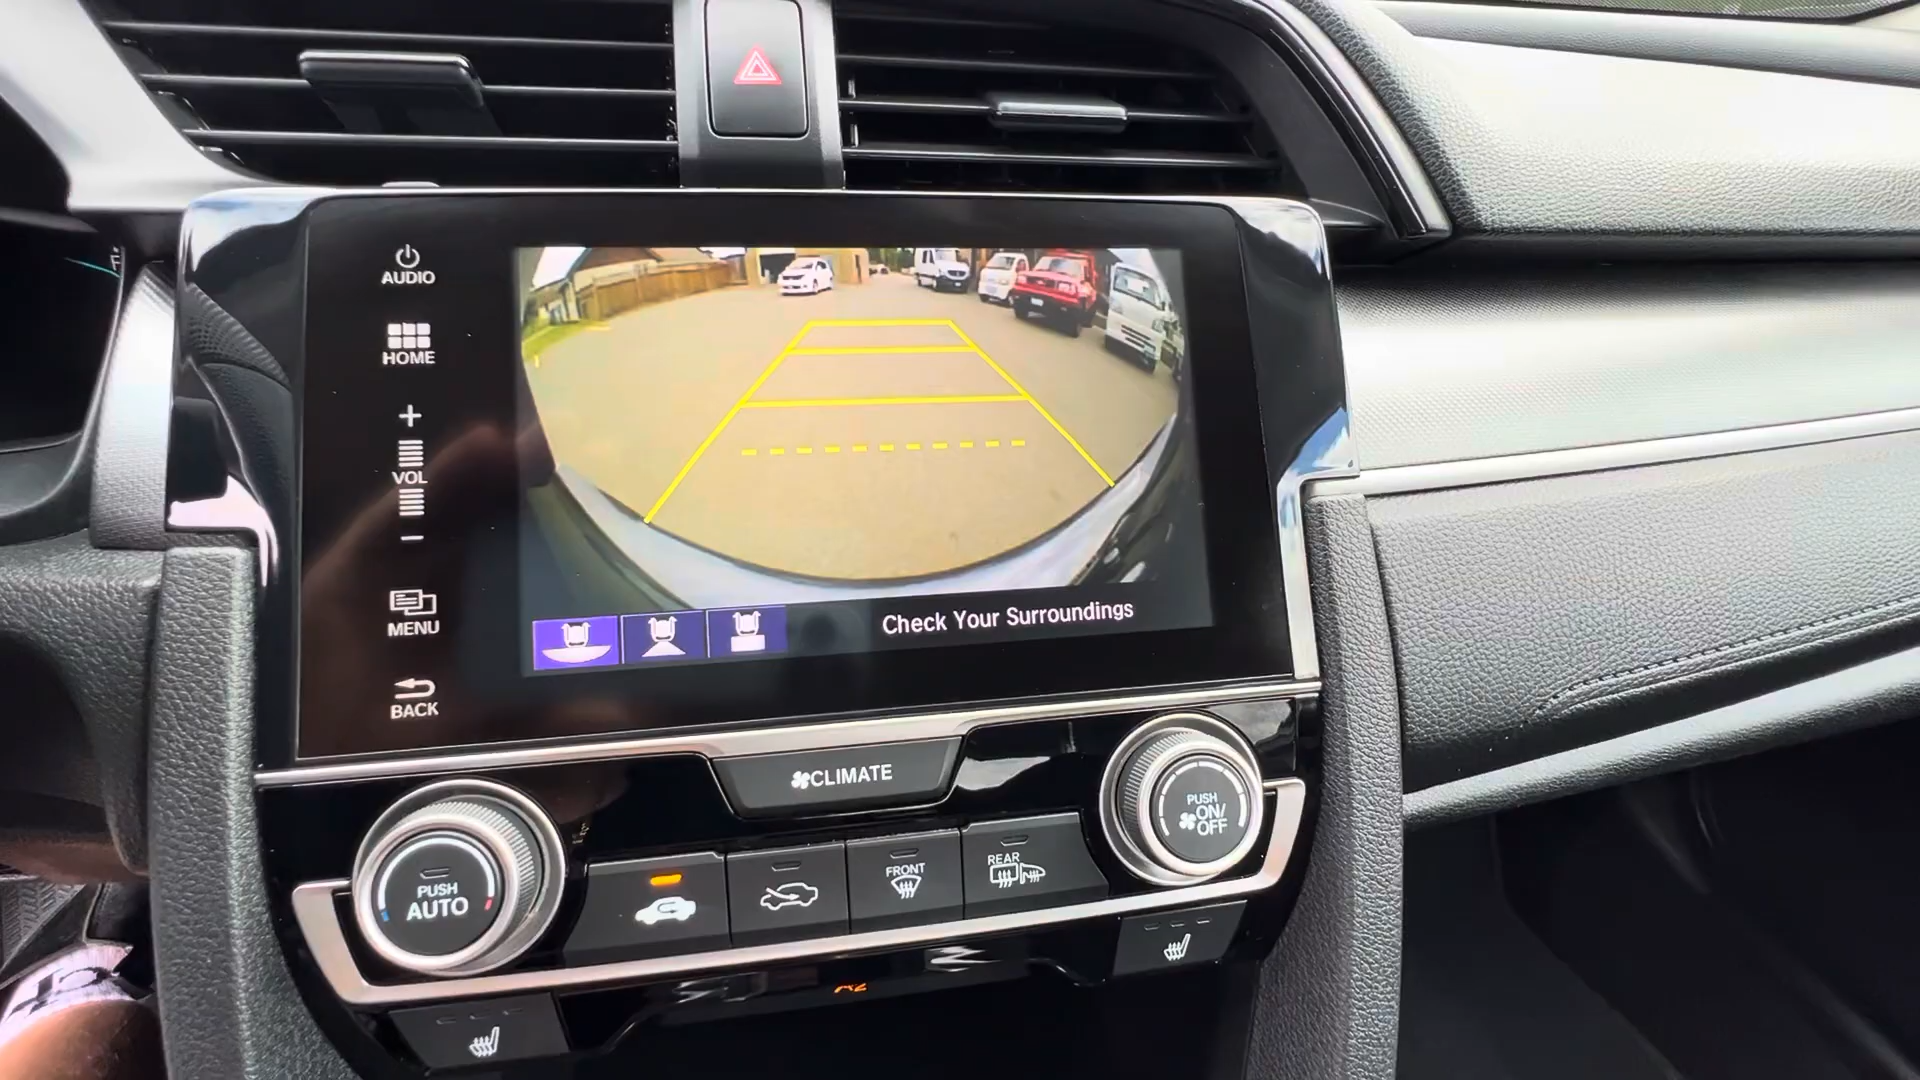 AUDIO
HOME
+
VOL
−
MENU
BACK
Check Your Surroundings
CLIMATE
PUSH
AUTO
FRONT
REAR
PUSH
ON/
OFF